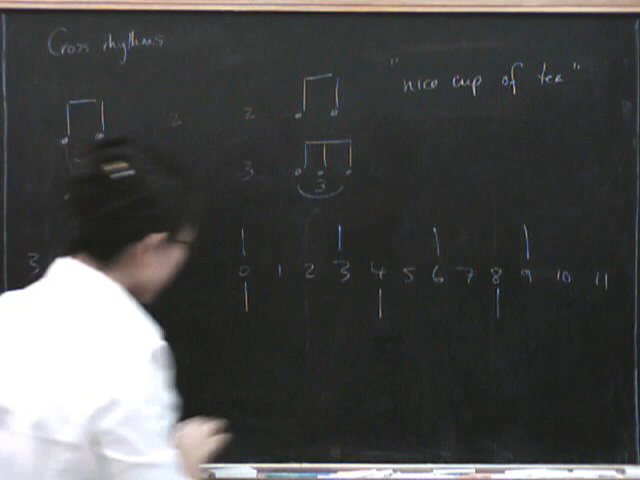 Cross rhythms
"nice cup of tea"
2 2
3
3
3
0 1 2 3 4 5 6 7 8 9 10 11